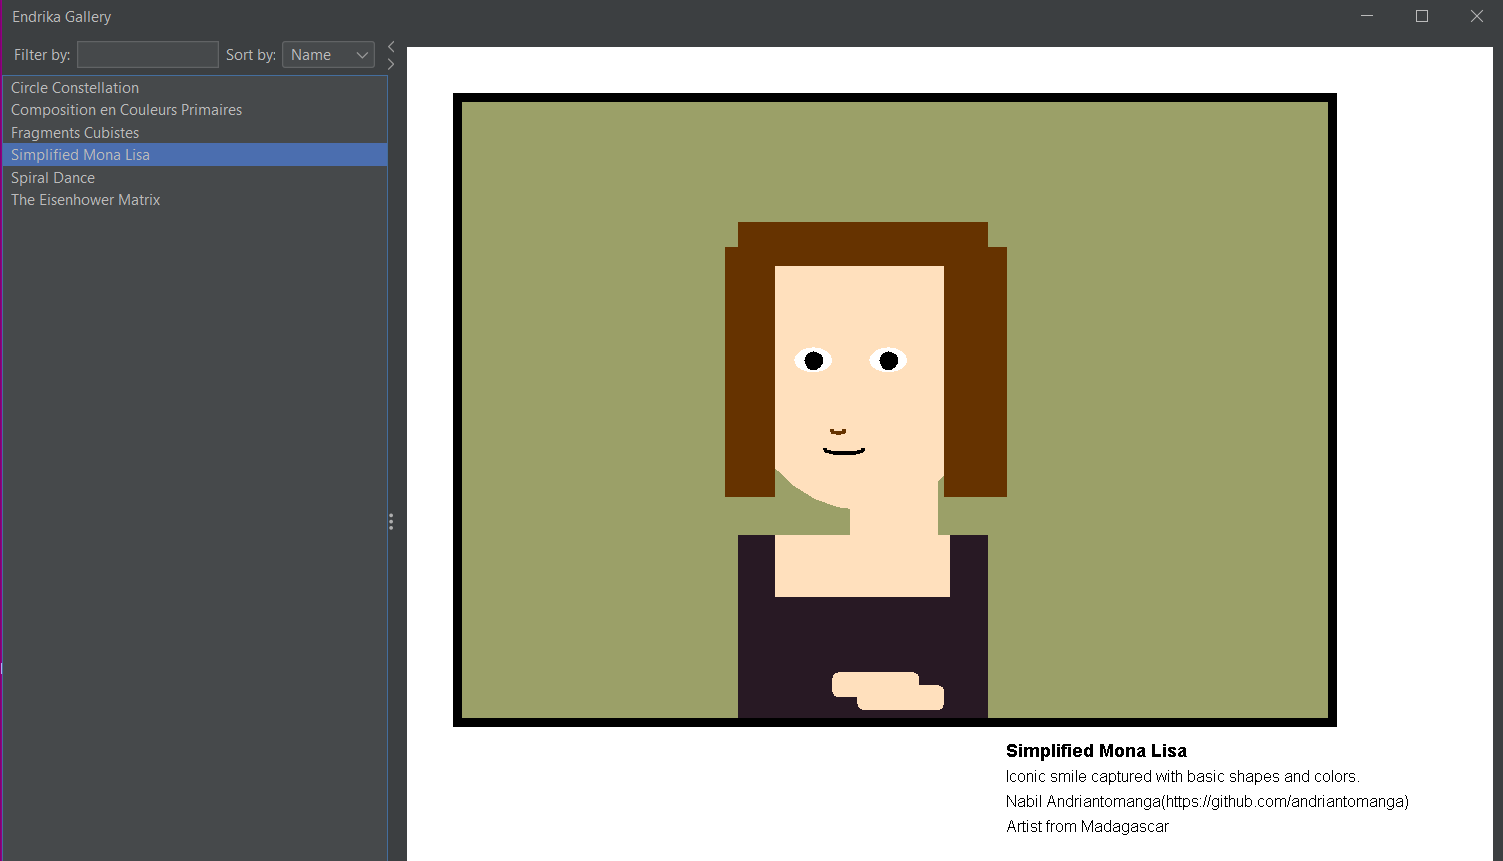 Endrika Gallery
Filter by: Sort by: Name
Circle Constellation
Composition en Couleurs Primaires
Fragments Cubistes
Simplified Mona Lisa
Spiral Dance
The Eisenhower Matrix
Simplified Mona Lisa
Iconic smile captured with basic shapes and colors.
Nabil Andriantomanga(https://github.com/andriantomanga)
Artist from Madagascar